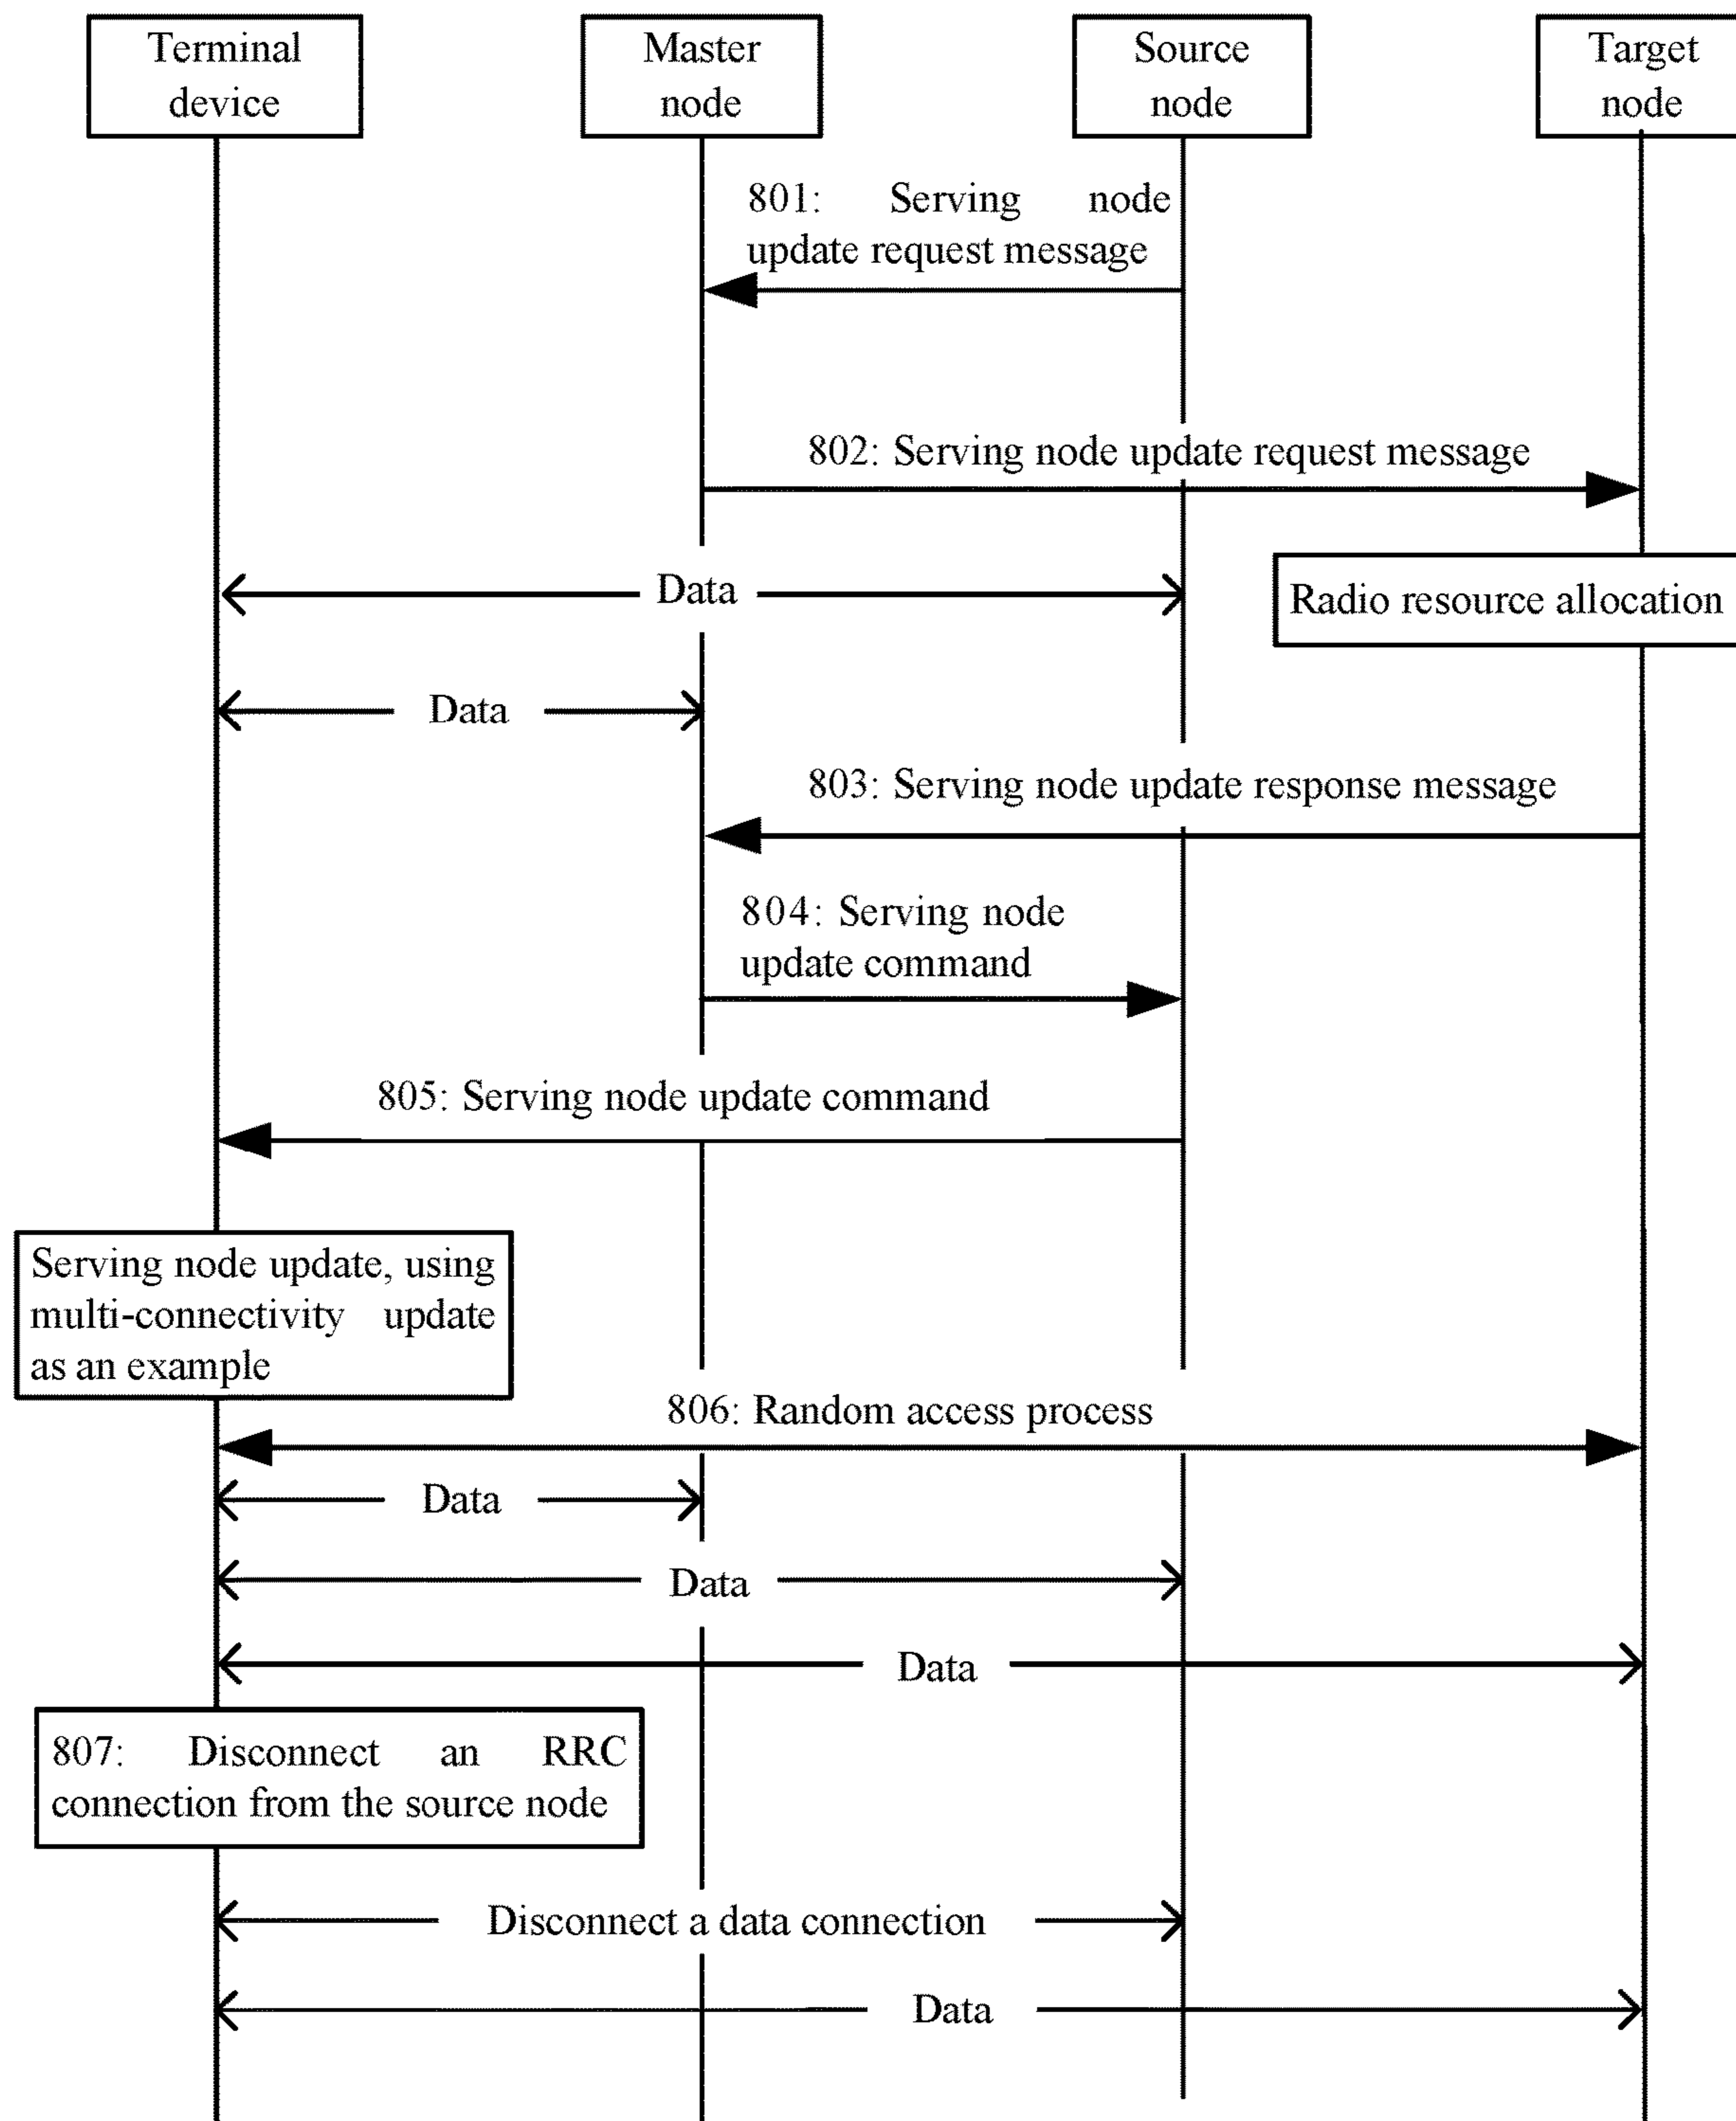 Terminal
device
Master
node
Source
node
Target
node
801: Serving node
update request message
802: Serving node update request message
Data
Radio resource allocation
Data
803: Serving node update response message
804: Serving node
update command
805: Serving node update command
Serving node update, using
multi-connectivity update
as an example
806: Random access process
Data
Data
Data
807: Disconnect an RRC
connection from the source node
Disconnect a data connection
Data